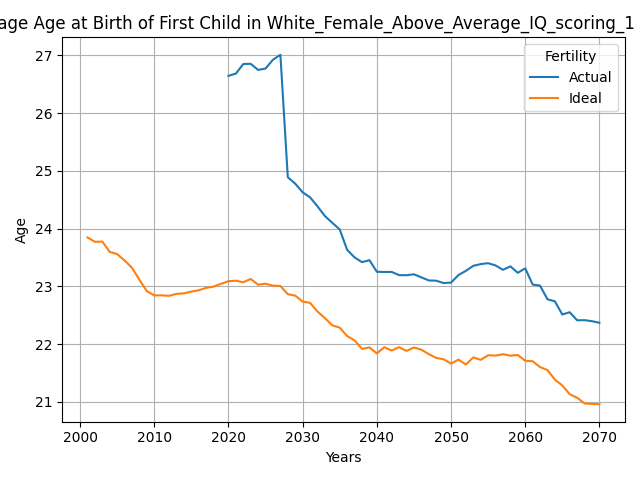 Age at Birth of First Child in White_Female_Above_Average_IQ_scoring_1
Fertility
Actual
Ideal
27
26
25
24
23
22
21
Age
2000 2010 2020 2030 2040 2050 2060 2070
Years